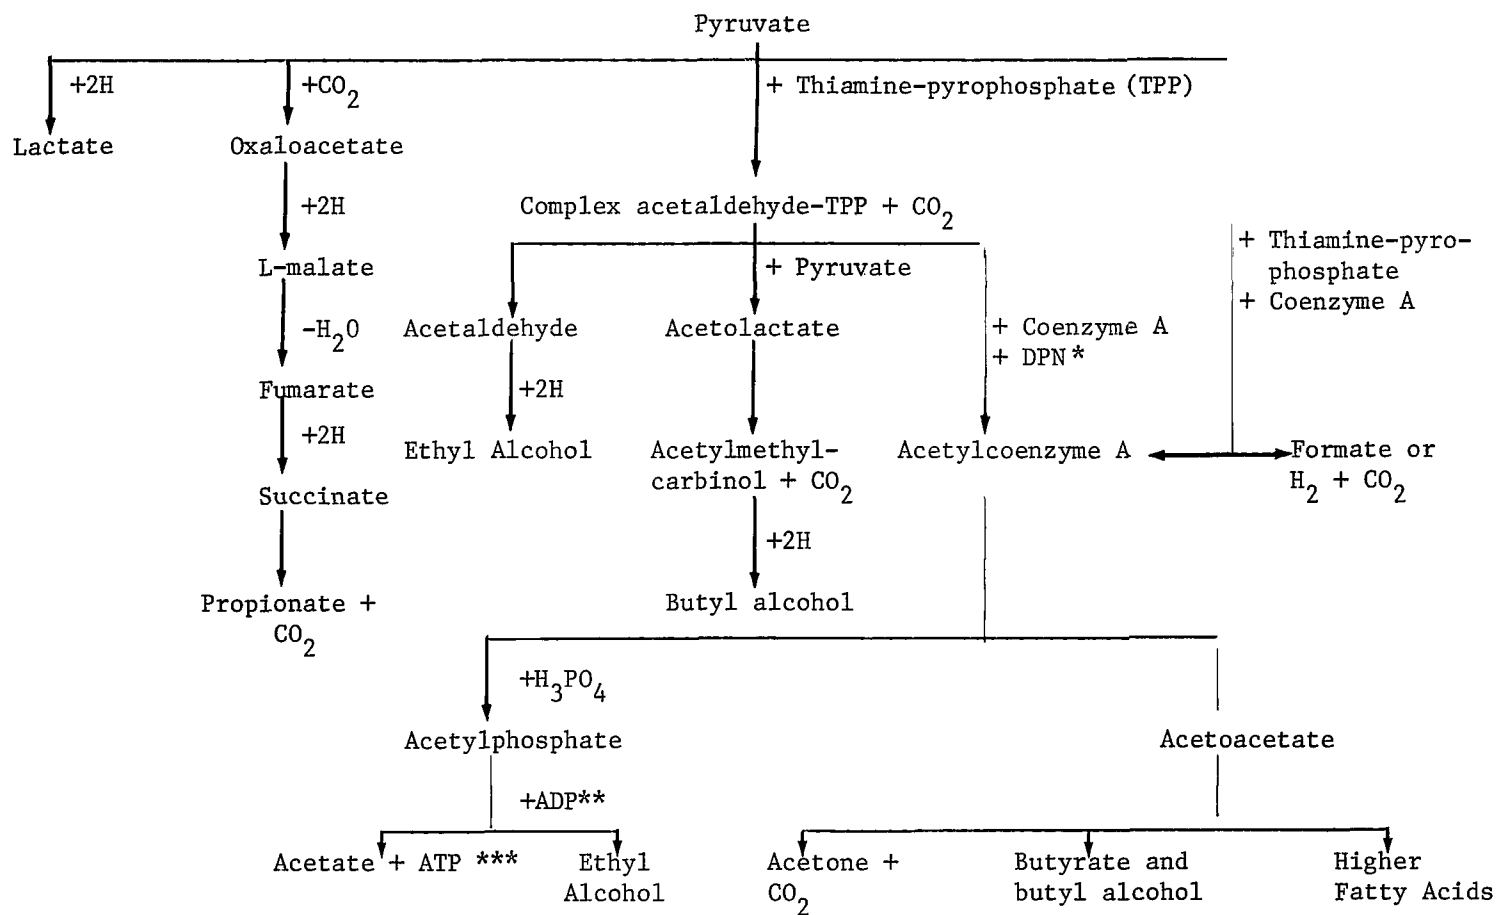 Pyruvate
+2H
+CO2
+ Thiamine-pyrophosphate (TPP)
Lactate
Oxaloacetate
+2H
Complex acetaldehyde-TPP + CO2
+ Thiamine-pyro-
phosphate
+ Coenzyme A
L-malate
+ Pyruvate
-H2O
Acetaldehyde
Acetolactate
+ Coenzyme A
+ DPN*
Fumarate
+2H
+2H
Ethyl Alcohol
Acetylmethyl-
carbinol + CO2
Acetylcoenzyme A
Formate or
H2 + CO2
Succinate
+2H
Propionate +
CO2
Butyl alcohol
+H3PO4
Acetylphosphate
Acetoacetate
+ADP**
Acetate + ATP ***
Ethyl
Alcohol
Acetone +
CO2
Butyrate and
butyl alcohol
Higher
Fatty Acids